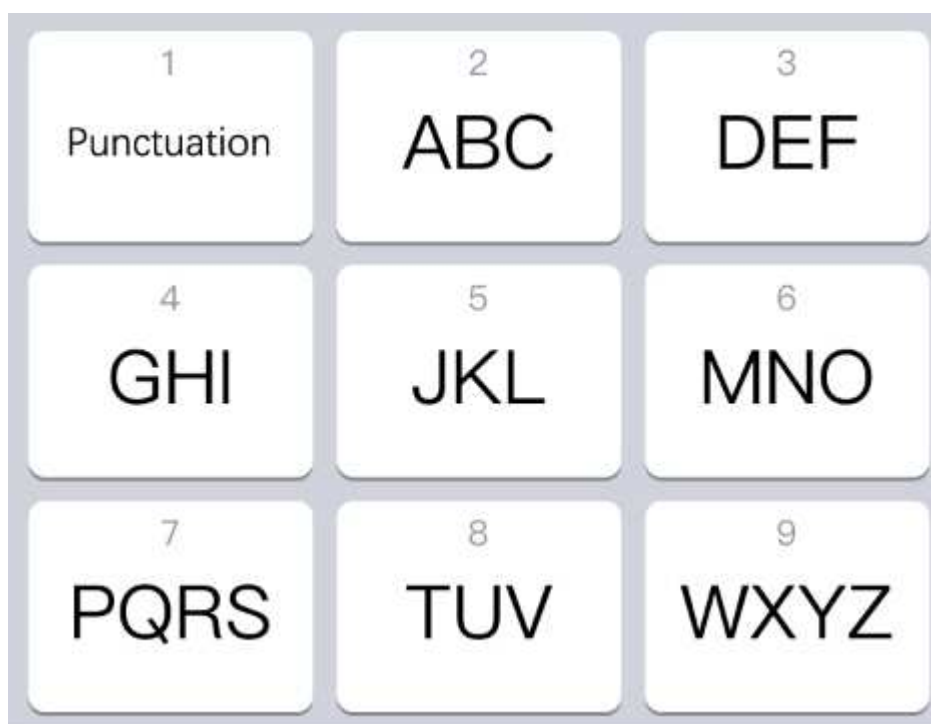 1 2 3
Punctuation ABC DEF
4 5 6
GHI JKL MNO
7 8 9
PQRS TUV WXYZ